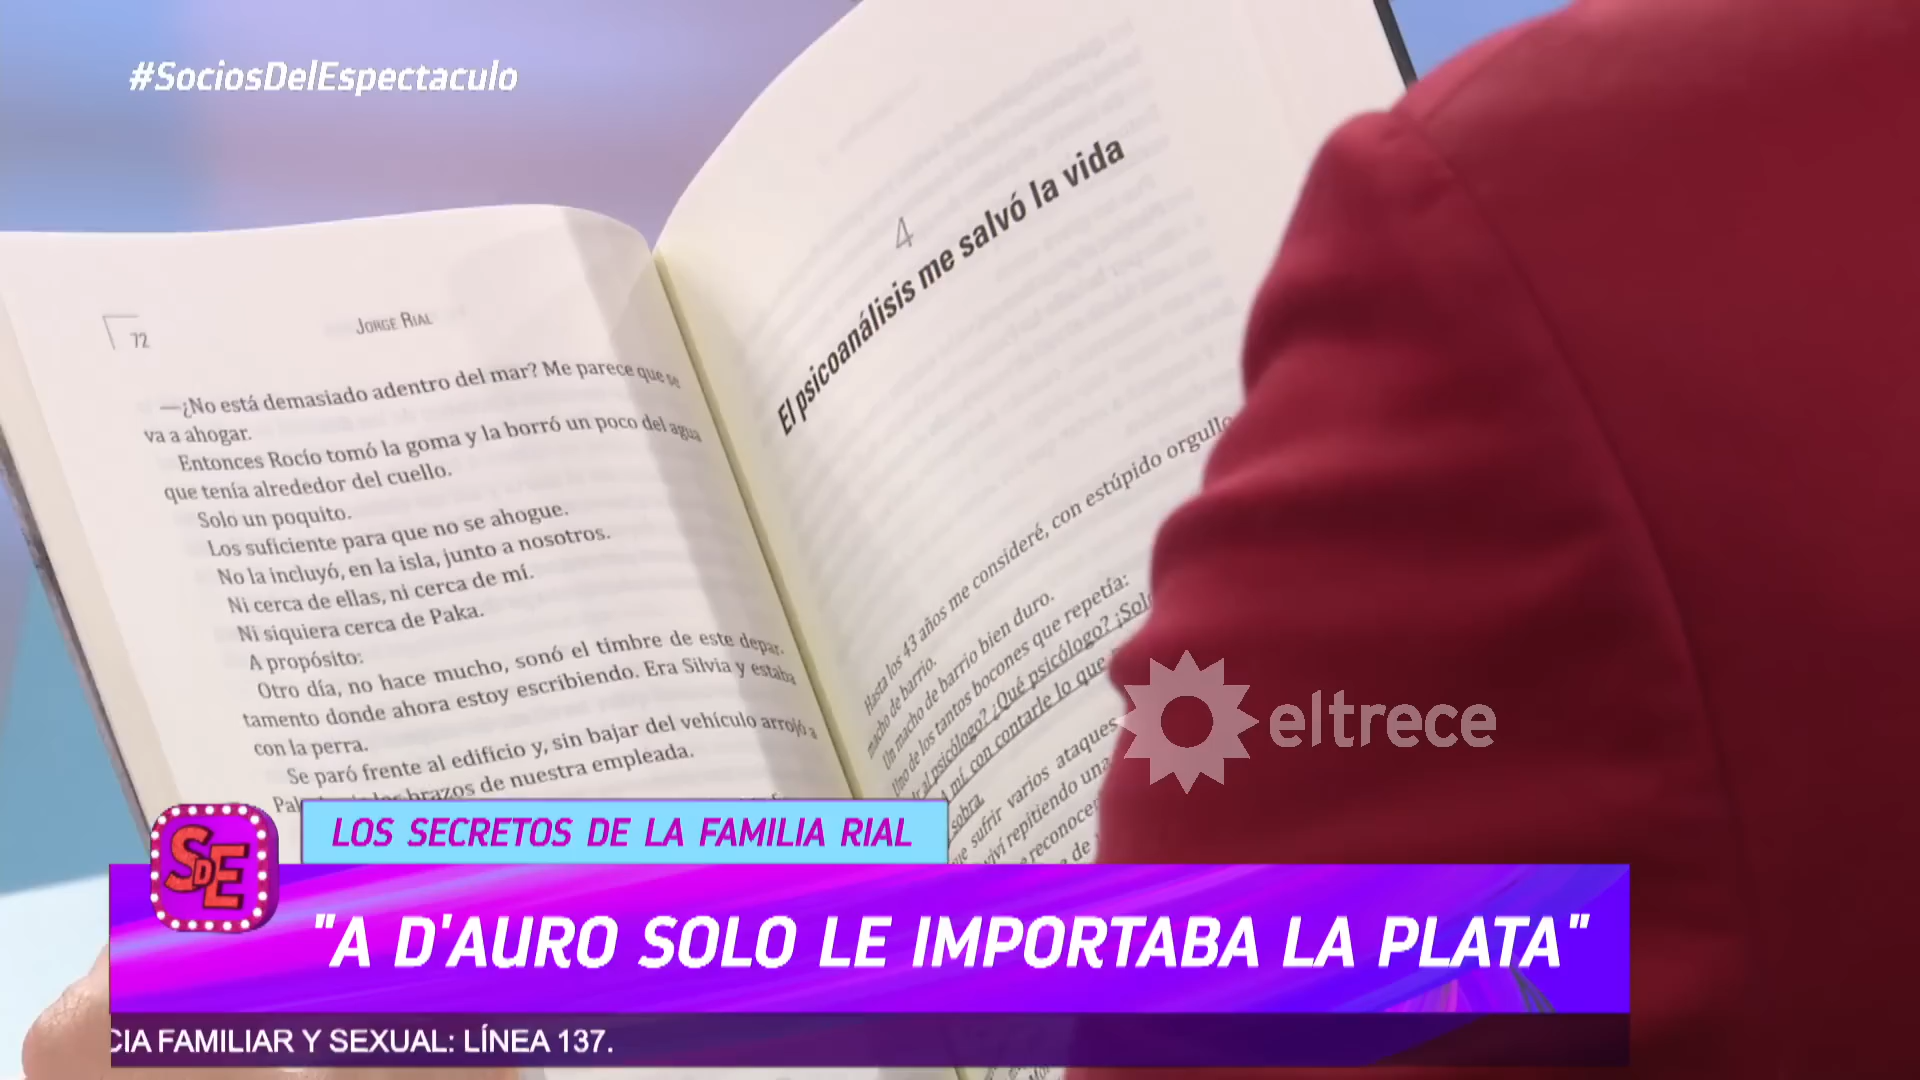 #SociosDelEspectaculo
72
JORGE RIAL
—¿No está demasiado adentro del mar? Me parece que se
va a ahogar.
Entonces Rocío tomó la goma y la borró un poco del agua
que tenía alrededor del cuello.
Solo un poquito.
Los suficiente para que no se ahogue.
No la incluyó, en la isla, junto a nosotros.
Ni cerca de ellas, ni cerca de mí.
Ni siquiera cerca de Paka.
A propósito:
Otro día, no hace mucho, sonó el timbre de este depar-
tamento donde ahora estoy escribiendo. Era Silvia y estaba
con la perra.
Se paró frente al edificio y, sin bajar del vehículo arrojó a
brazos de nuestra empleada.
4
El psicoanálisis me salvó la vida
Hasta los 43 años me consideré, con estúpido orgullo
macho de barrio.
Un macho de barrio bien duro.
Uno de los tantos bocones que repetía:
al psicólogo? ¿Qué psicólogo? ¡Solo
mí, con contarle lo que
sobra.
sufrir varios ataques
viví repitiendo una
reconocer
de
eltrece
SDE
LOS SECRETOS DE LA FAMILIA RIAL
"A D'AURO SOLO LE IMPORTABA LA PLATA"
CIA FAMILIAR Y SEXUAL: LÍNEA 137.